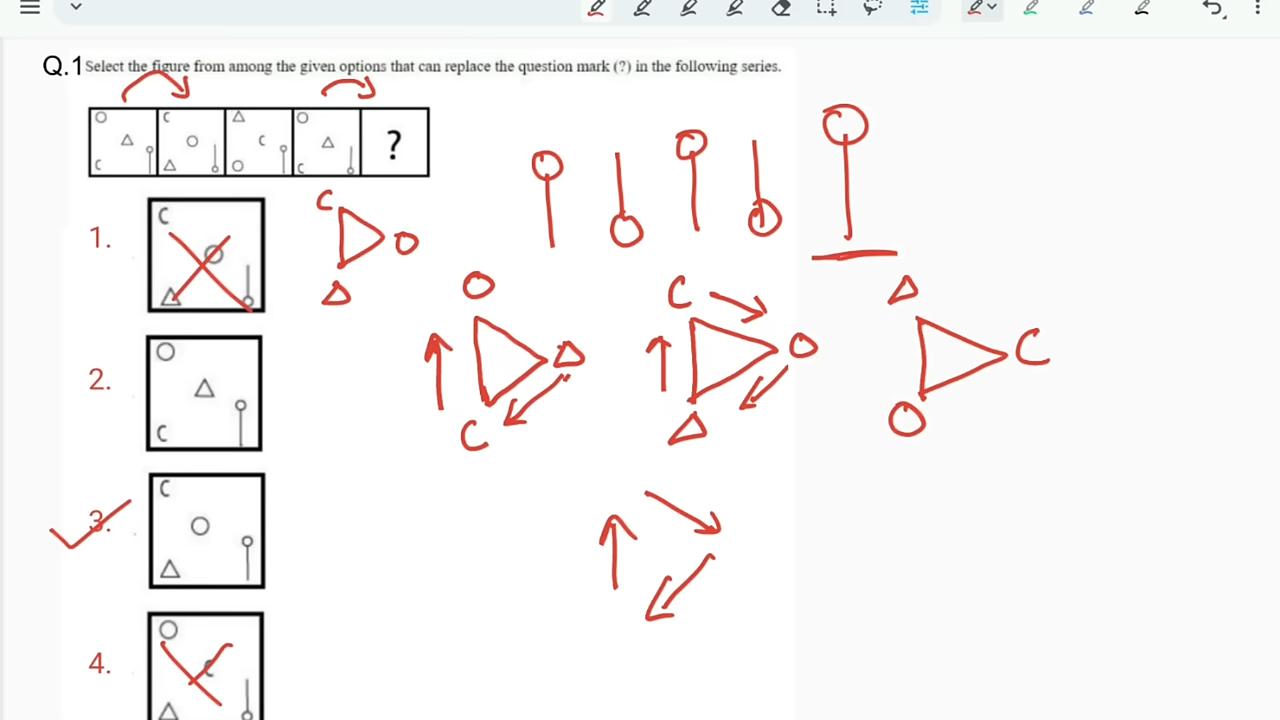 Q.1 Select the figure from among the given options that can replace the question mark (?) in the following series.
C C C C ?
1. C
2. C
3. C
4. C
C O
O C O
Δ Δ
Δ C
C Δ O